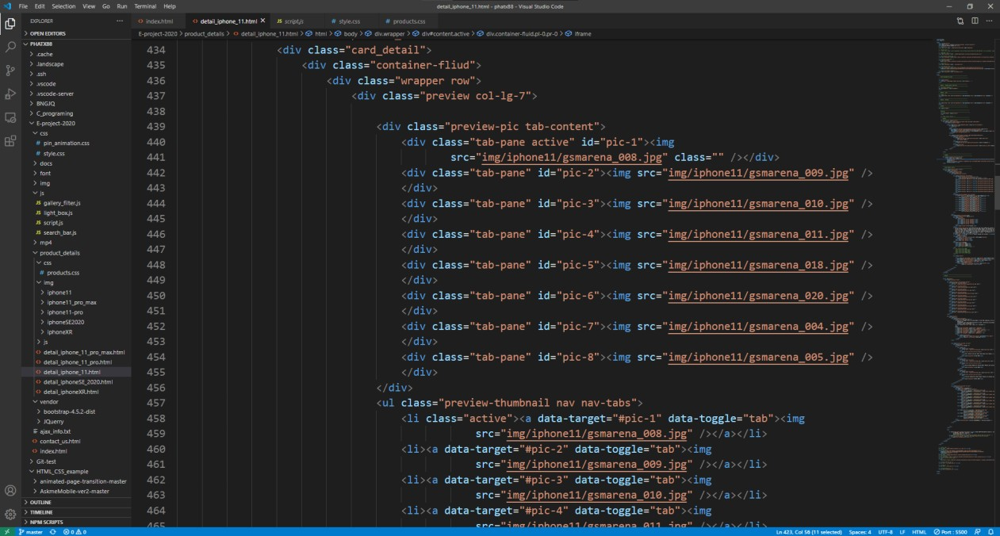 File Edit Selection View Go Run Terminal Help
detail_iphone_11.html - phatx88 - Visual Studio Code
EXPLORER
OPEN EDITORS
PHATX88
.cache
.landscape
.ssh
.vscode
.vscode-server
BNGJQ
C_programing
E-project-2020
css
# pin_animation.css
# style.css
docs
font
img
js
JS gallery_filter.js
JS light_box.js
JS script.js
JS search_bar.js
mp4
product_details
css
# products.css
img
iphone11
iphone11_pro_max
iphone11-pro
iphoneSE2020
iphoneXR
js
<> detail_iphone_11_pro_max.html
<> detail_iphone_11_pro.html
<> detail_iphone_11.html
<> detail_iphoneSE_2020.html
<> detail_iphoneXR.html
vendor
bootstrap-4.5.2-dist
JQuerry
ajax_info.txt
<> contact_us.html
<> index.html
Git-test
HTML_CSS_example
animated-page-transition-master
AskmeMobile-ver2-master
OUTLINE
TIMELINE
NPM SCRIPTS
<> index.html <> detail_iphone_11.html × JS script.js # style.css # products.css
E-project-2020 > product_details > <> detail_iphone_11.html > html > body > div.wrapper > div#content.active > div.container-fluid.pl-0.pr-0 > iframe
434 <div class="card_detail">
435 <div class="container-fliud">
436 <div class="wrapper row">
437 <div class="preview col-lg-7">
438
439 <div class="preview-pic tab-content">
440 <div class="tab-pane active" id="pic-1"><img
441 src="img/iphone11/gsmarena_008.jpg" class="" /></div>
442 <div class="tab-pane" id="pic-2"><img src="img/iphone11/gsmarena_009.jpg" />
443 </div>
444 <div class="tab-pane" id="pic-3"><img src="img/iphone11/gsmarena_010.jpg" />
445 </div>
446 <div class="tab-pane" id="pic-4"><img src="img/iphone11/gsmarena_011.jpg" />
447 </div>
448 <div class="tab-pane" id="pic-5"><img src="img/iphone11/gsmarena_018.jpg" />
449 </div>
450 <div class="tab-pane" id="pic-6"><img src="img/iphone11/gsmarena_020.jpg" />
451 </div>
452 <div class="tab-pane" id="pic-7"><img src="img/iphone11/gsmarena_004.jpg" />
453 </div>
454 <div class="tab-pane" id="pic-8"><img src="img/iphone11/gsmarena_005.jpg" />
455 </div>
456 </div>
457 <ul class="preview-thumbnail nav nav-tabs">
458 <li class="active"><a data-target="#pic-1" data-toggle="tab"><img
459 src="img/iphone11/gsmarena_008.jpg" /></a></li>
460 <li><a data-target="#pic-2" data-toggle="tab"><img
461 src="img/iphone11/gsmarena_009.jpg" /></a></li>
462 <li><a data-target="#pic-3" data-toggle="tab"><img
463 src="img/iphone11/gsmarena_010.jpg" /></a></li>
464 <li><a data-target="#pic-4" data-toggle="tab"><img
465 src="img/iphone11/gsmarena_011.jpg" /></a></li>
master 0 0 Ln 423, Col 56 (11 selected) Spaces: 4 UTF-8 LF HTML Port : 5500